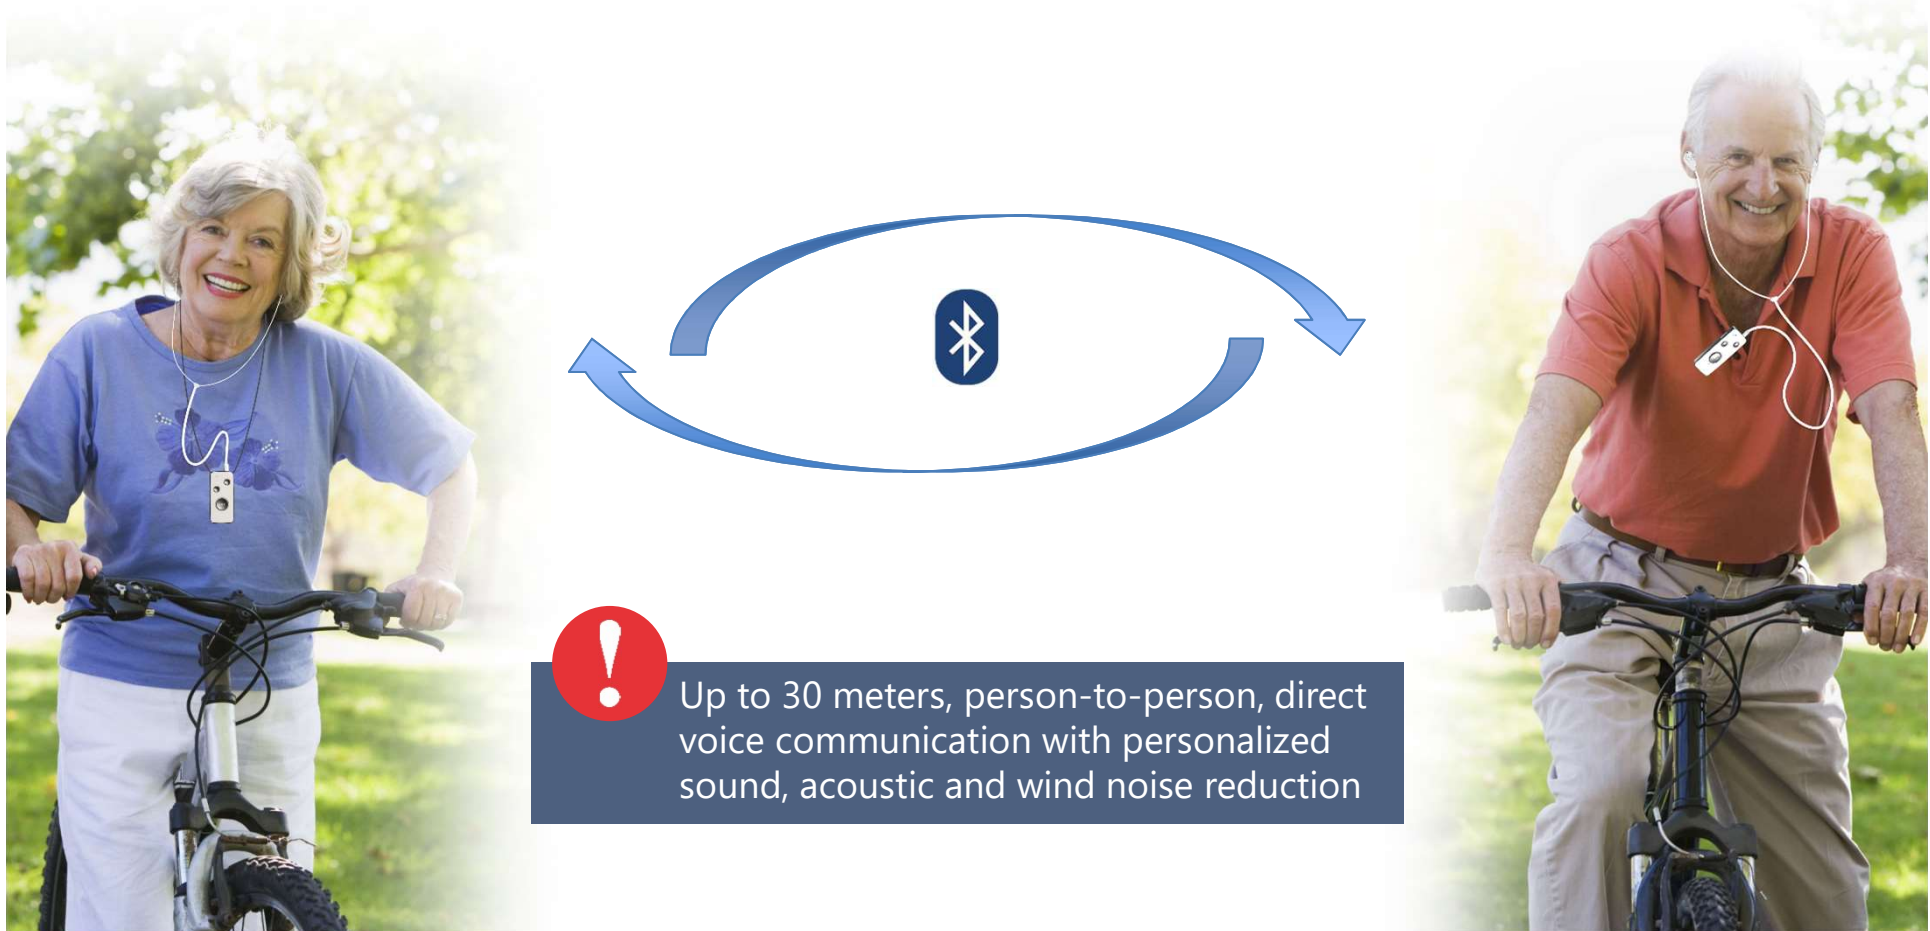 Up to 30 meters, person-to-person, direct
voice communication with personalized
sound, acoustic and wind noise reduction